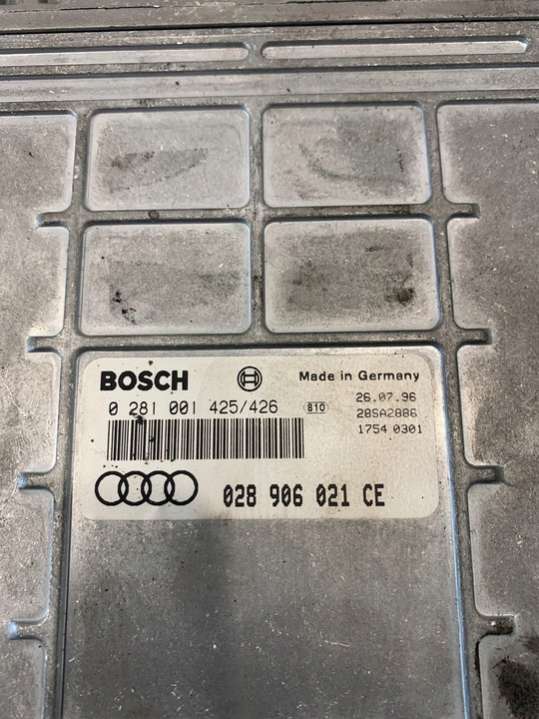 BOSCH
Made in Germany
0 281 001 425/426
B10
26.07.96
28SA2886
1754 0301
028 906 021 CE